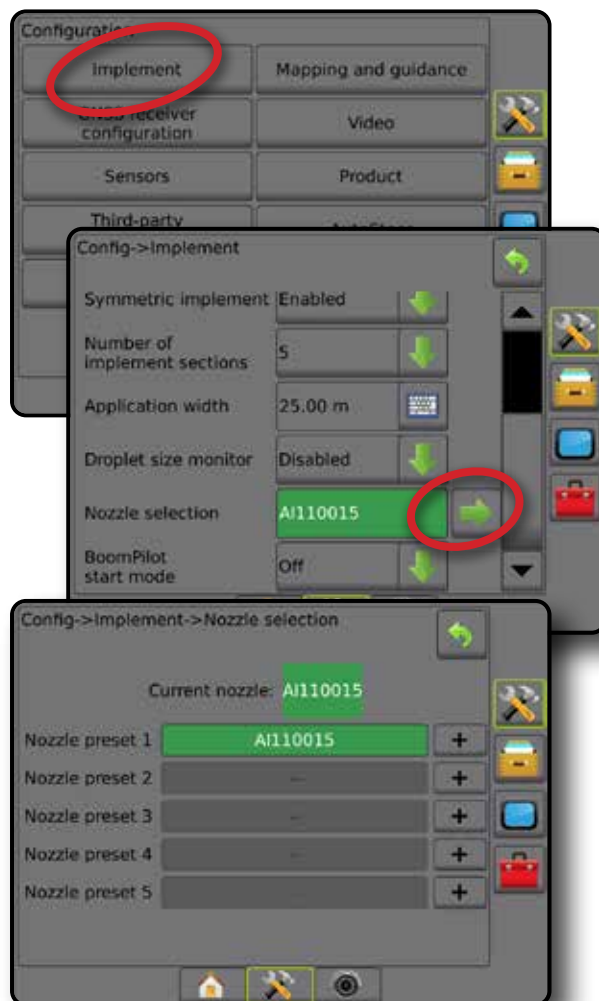 Configuration
Implement
Mapping and guidance
GNSS receiver
configuration
Video
Sensors
Product
Third-party
Config->Implement
Symmetric implement
Enabled
Number of
implement sections
5
Application width
25.00 m
Droplet size monitor
Disabled
Nozzle selection
AI110015
BoomPilot
start mode
Off
Config->Implement->Nozzle selection
Current nozzle: AI110015
Nozzle preset 1
AI110015
+
Nozzle preset 2
--
+
Nozzle preset 3
--
+
Nozzle preset 4
--
+
Nozzle preset 5
--
+